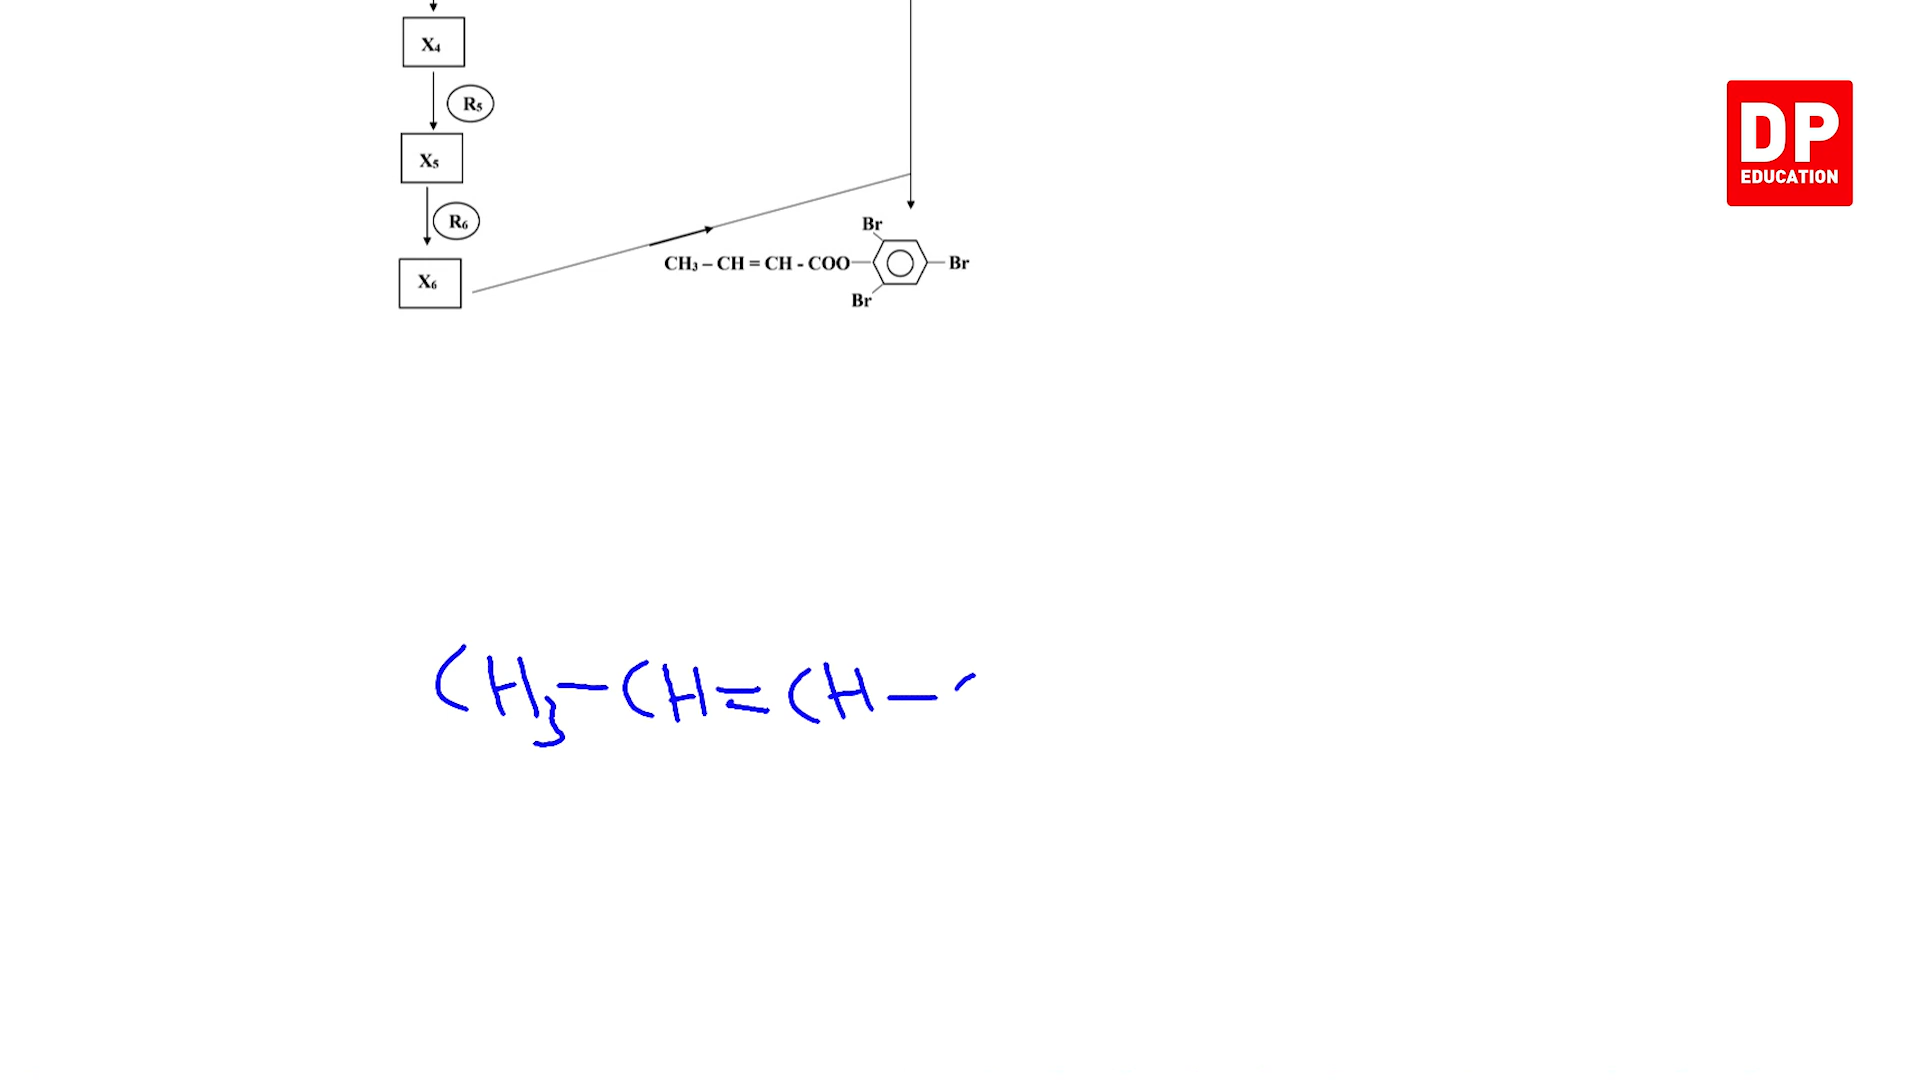 X₄
R₅
X₅
R₆
X₆
Br
CH₃ – CH = CH - COO
Br
Br
DP
EDUCATION
CH₃ – CH = CH –